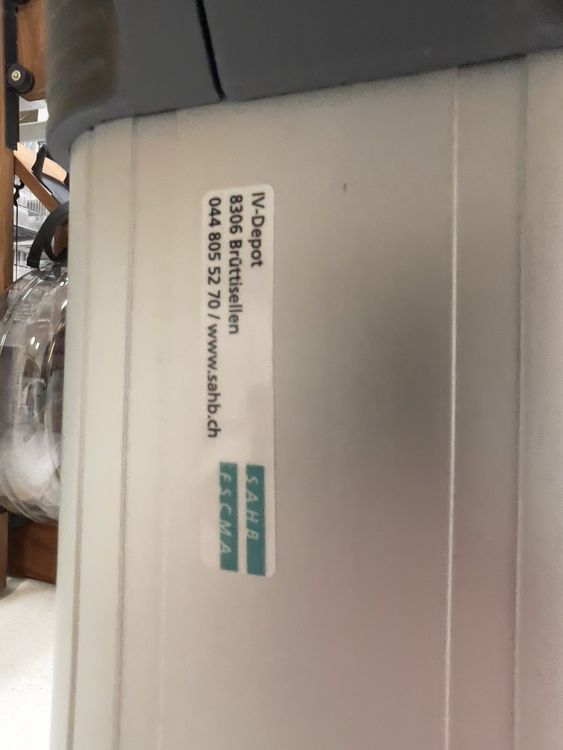 IV-Depot
8306 Brüttisellen
044 805 52 70 / www.sahb.ch
SAHB
FSCMA